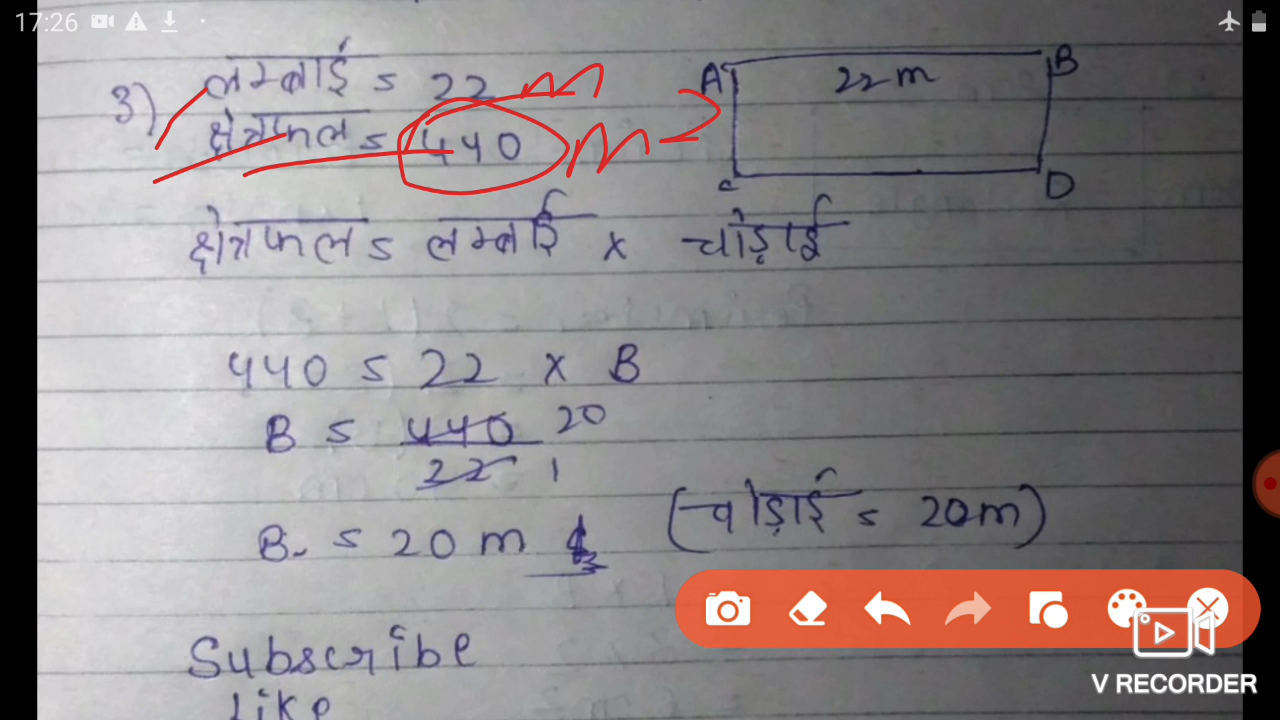 17:26
3) लम्बाई = 22 m
क्षेत्रफल = 440 m²
A 22 m B
C D
क्षेत्रफल = लम्बाई x चोड़ाई
440 = 22 x B
B = 440 20
22 1
B = 20 m
(चोड़ाई = 20m)
Subscribe
Like
V RECORDER